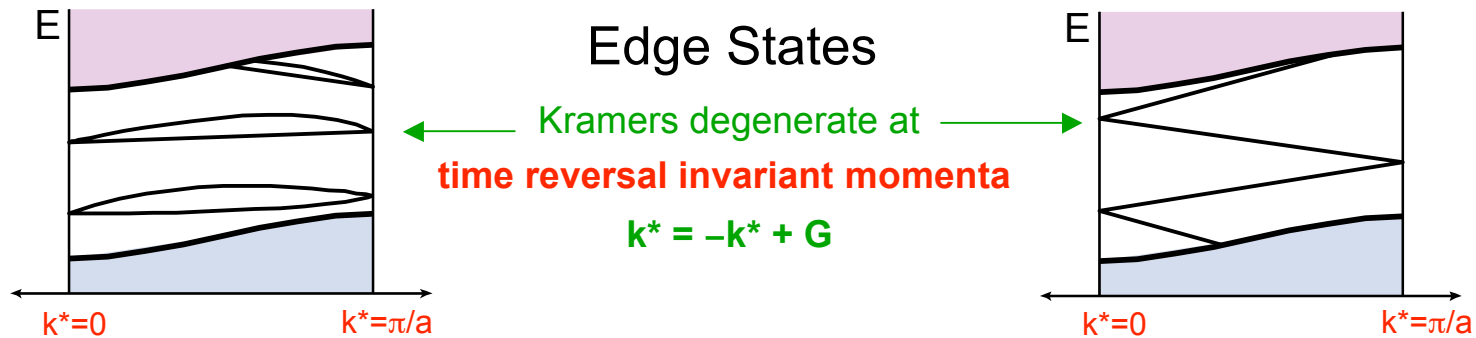 E
Edge States
E
Kramers degenerate at
time reversal invariant momenta
k* = –k* + G
k*=0
k*=π/a
k*=0
k*=π/a